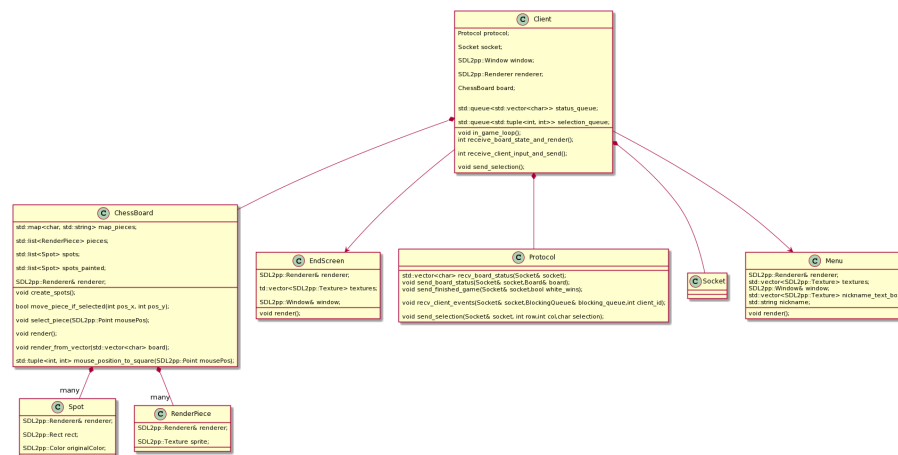 C Client
Protocol protocol;
Socket socket;
SDL2pp::Window window;
SDL2pp::Renderer renderer;
ChessBoard board;
std::queue<std::vector<char>> status_queue;
std::queue<std::tuple<int, int>> selection_queue;
void in_game_loop();
int receive_board_state_and_render();
int receive_client_input_and_send();
void send_selection();
C ChessBoard
std::map<char, std::string> map_pieces;
std::list<RenderPiece> pieces;
std::list<Spot> spots;
std::list<Spot> spots_painted;
SDL2pp::Renderer& renderer;
void create_spots();
bool move_piece_if_selected(int pos_x, int pos_y);
void select_piece(SDL2pp::Point mousePos);
void render();
void render_from_vector(std::vector<char> board);
std::tuple<int, int> mouse_position_to_square(SDL2pp::Point mousePos);
C EndScreen
SDL2pp::Renderer& renderer;
td::vector<SDL2pp::Texture> textures;
SDL2pp::Window& window;
void render();
C Protocol
std::vector<char> recv_board_status(Socket& socket);
void send_board_status(Socket& socket,Board& board);
void send_finished_game(Socket& socket,bool white_wins);
void recv_client_events(Socket& socket,BlockingQueue& blocking_queue,int client_id);
void send_selection(Socket& socket, int row,int col,char selection);
C Socket
C Menu
SDL2pp::Renderer& renderer;
std::vector<SDL2pp::Texture> textures;
SDL2pp::Window& window;
std::vector<SDL2pp::Texture> nickname_text_bo
std::string nickname;
void render();
many
many
C Spot
SDL2pp::Renderer& renderer;
SDL2pp::Rect rect;
SDL2pp::Color originalColor;
C RenderPiece
SDL2pp::Renderer& renderer;
SDL2pp::Texture sprite;